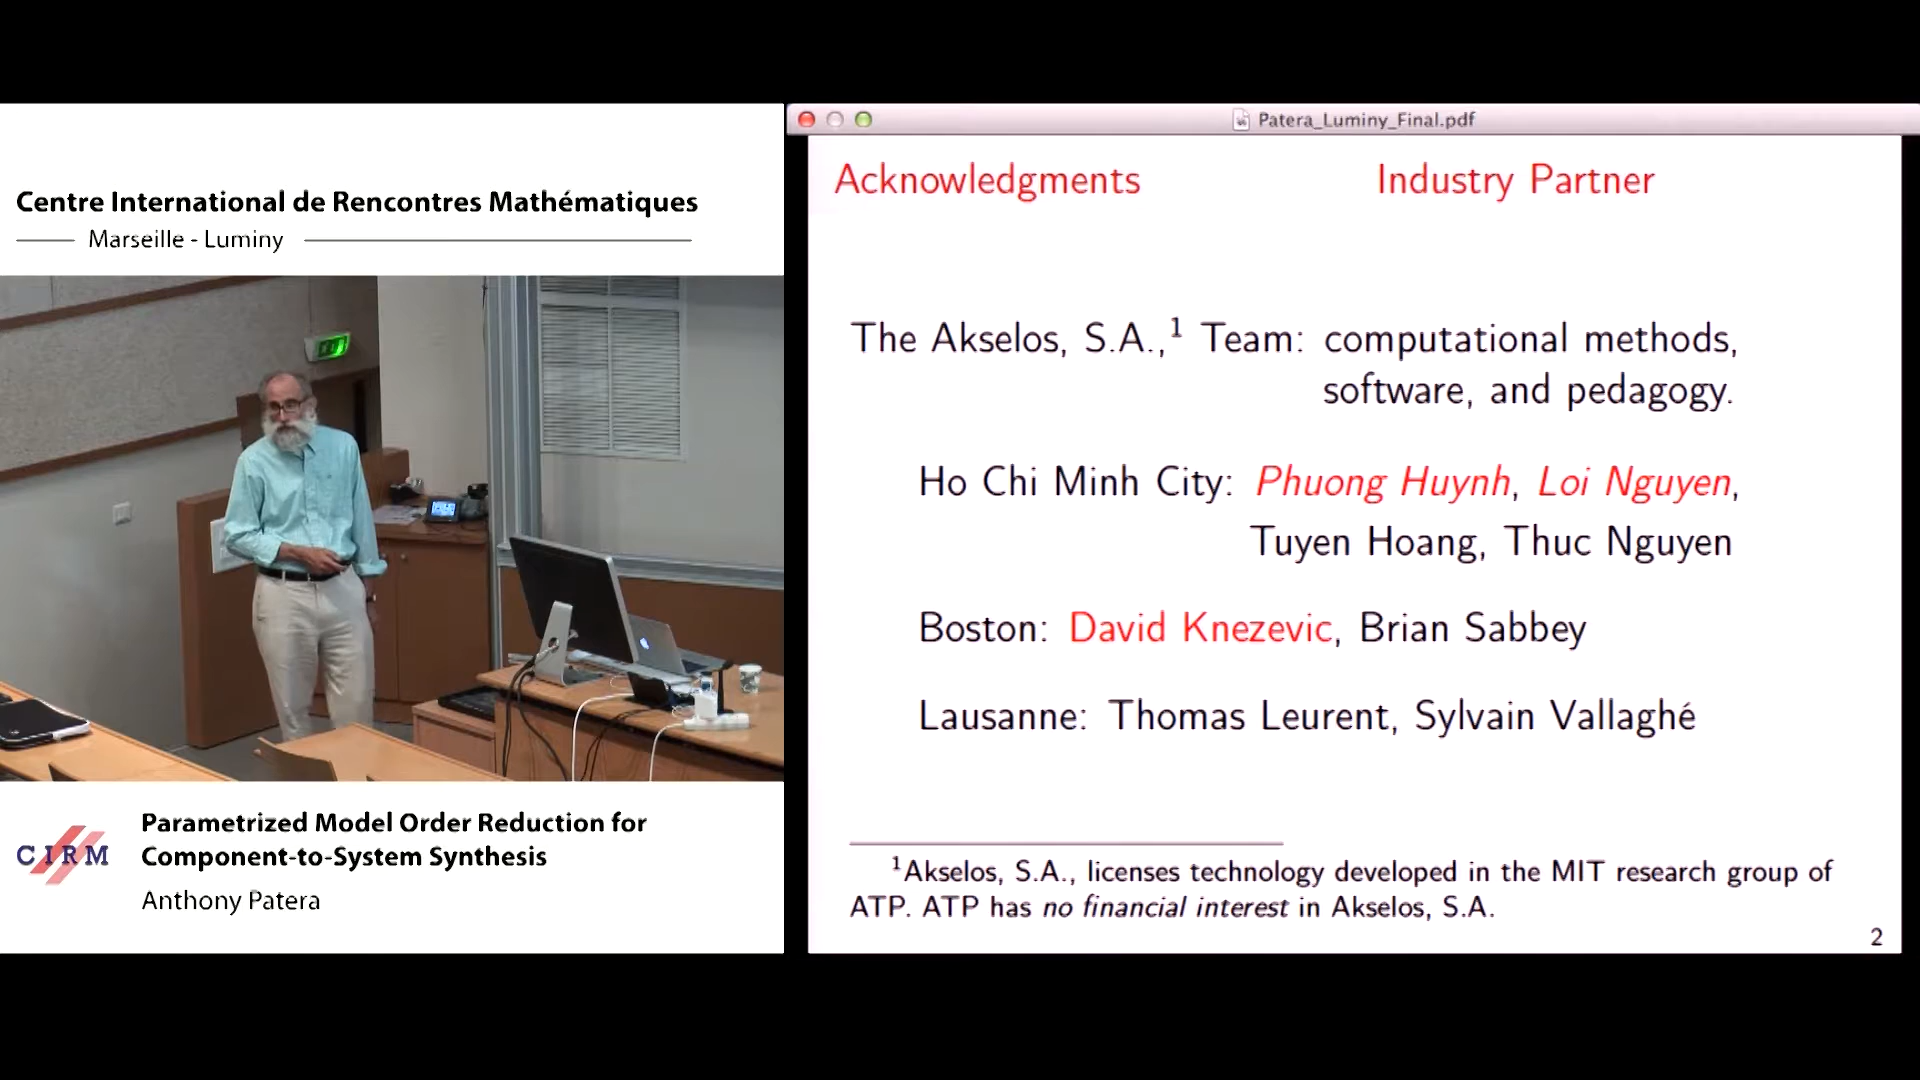 Centre International de Rencontres Mathématiques
Marseille - Luminy
CIRM
Parametrized Model Order Reduction for
Component-to-System Synthesis
Anthony Patera
Patera_Luminy_Final.pdf
Acknowledgments Industry Partner
The Akselos, S.A.,¹ Team: computational methods,
software, and pedagogy.
Ho Chi Minh City: Phuong Huynh, Loi Nguyen,
Tuyen Hoang, Thuc Nguyen
Boston: David Knezevic, Brian Sabbey
Lausanne: Thomas Leurent, Sylvain Vallaghé
¹Akselos, S.A., licenses technology developed in the MIT research group of
ATP. ATP has no financial interest in Akselos, S.A.
2